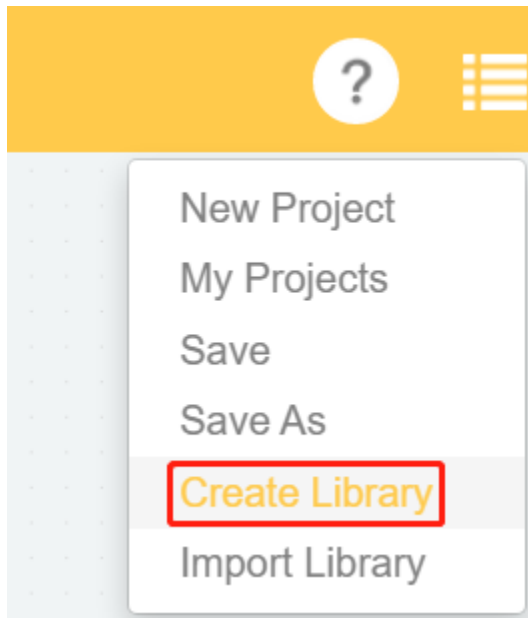 ?
New Project
My Projects
Save
Save As
Create Library
Import Library